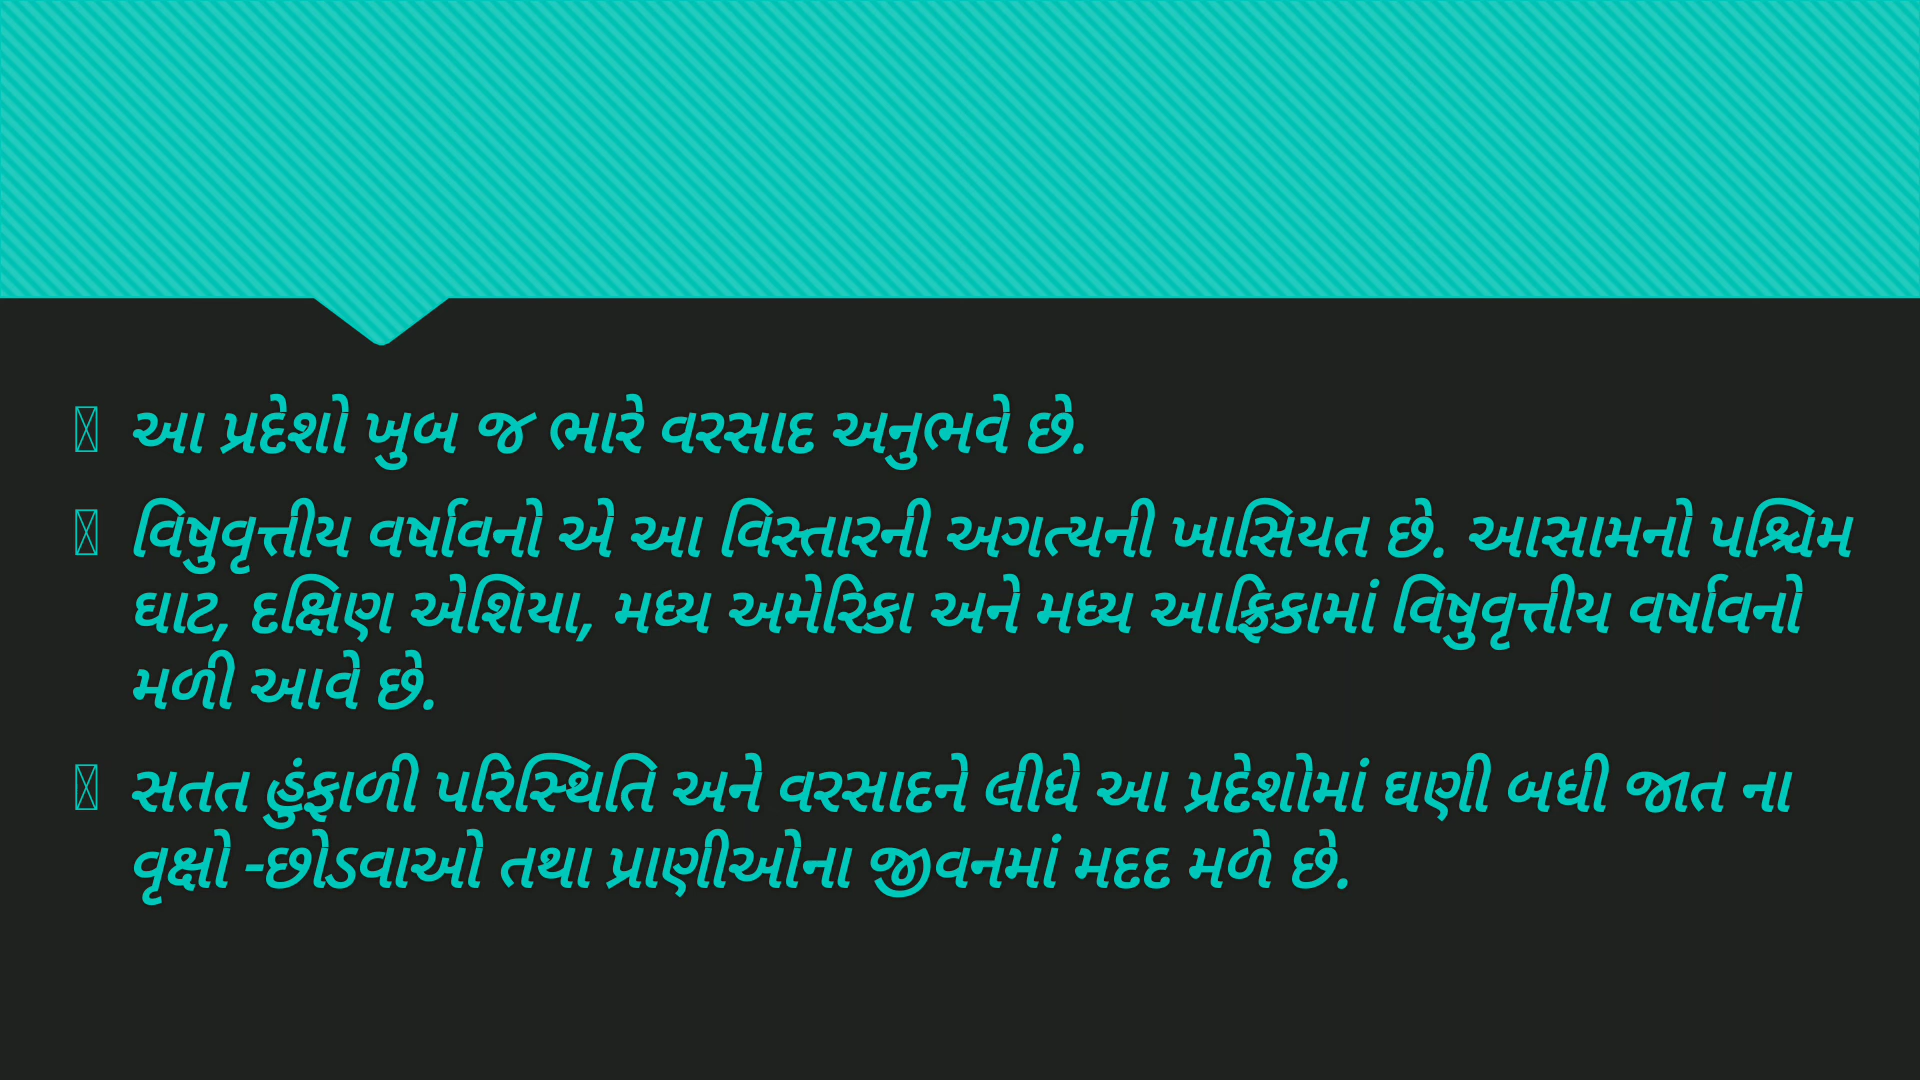 આ પ્રદેશો ખુબ જ ભારે વરસાદ અનુભવે છે.
વિષુવૃત્તીય વર્ષાવનો એ આ વિસ્તારની અગત્યની ખાસિયત છે. આસામનો પશ્ચિમ
ઘાટ, દક્ષિણ એશિયા, મધ્ય અમેરિકા અને મધ્ય આફ્રિકામાં વિષુવૃત્તીય વર્ષાવનો
મળી આવે છે.
સતત હુંફાળી પરિસ્થિતિ અને વરસાદને લીધે આ પ્રદેશોમાં ઘણી બધી જાત ના
વૃક્ષો -છોડવાઓ તથા પ્રાણીઓના જીવનમાં મદદ મળે છે.